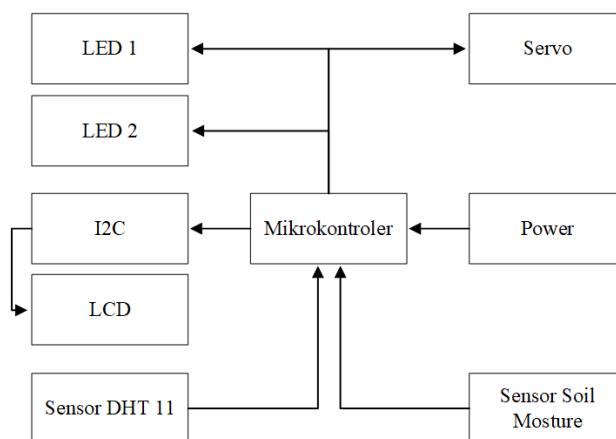 LED 1
Servo
LED 2
I2C
Mikrokontroler
Power
LCD
Sensor DHT 11
Sensor Soil
Mosture